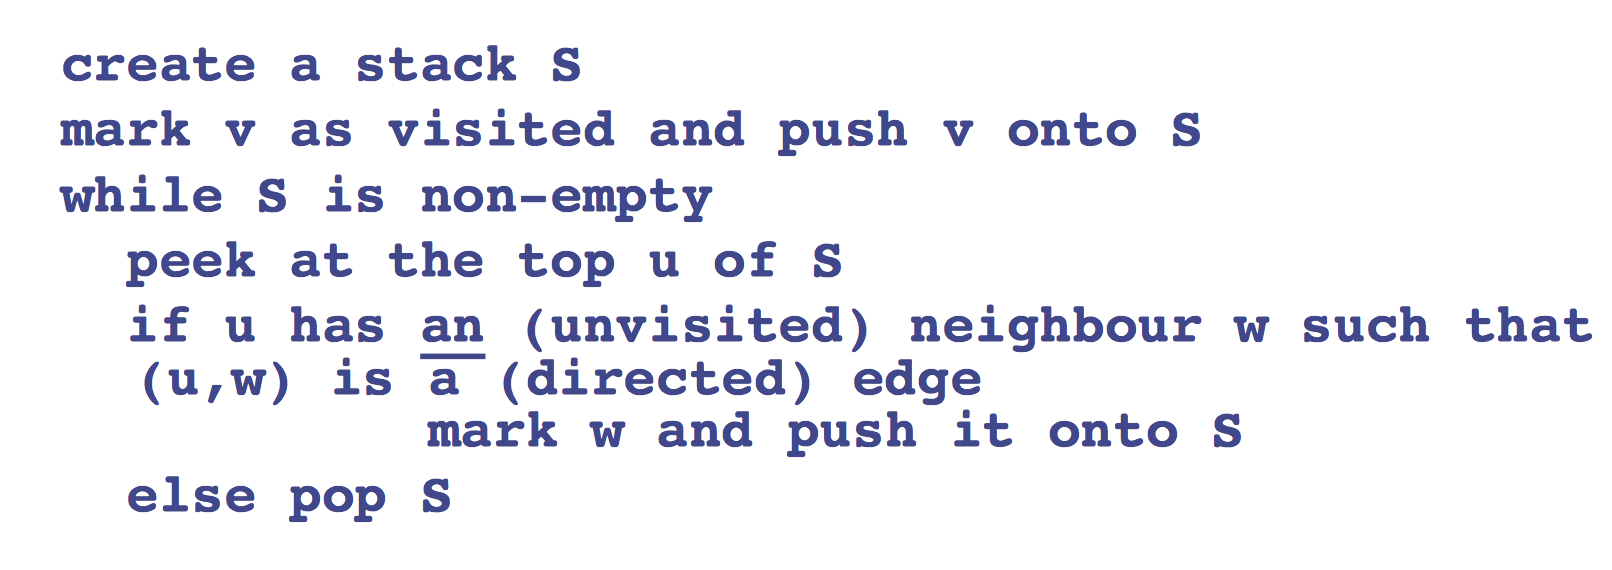 create a stack S
mark v as visited and push v onto S
while S is non-empty
peek at the top u of S
if u has an (unvisited) neighbour w such that
(u,w) is a (directed) edge
mark w and push it onto S
else pop S